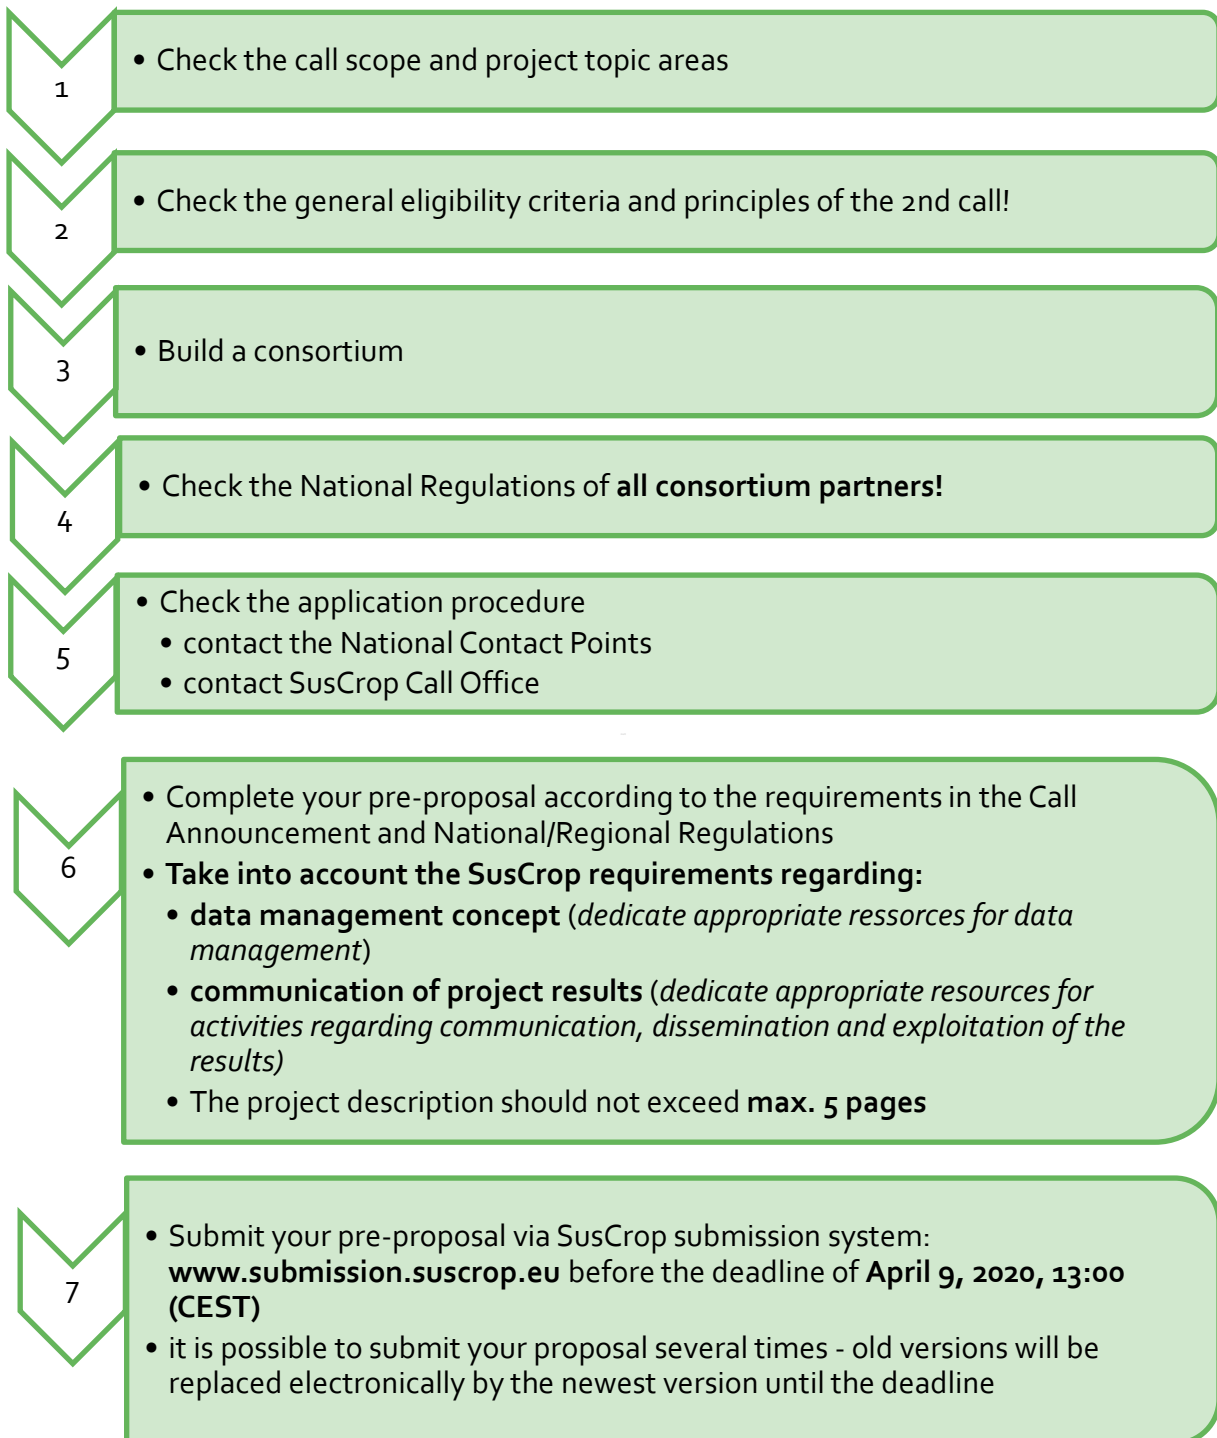 1
• Check the call scope and project topic areas
2
• Check the general eligibility criteria and principles of the 2nd call!
3
• Build a consortium
4
• Check the National Regulations of all consortium partners!
5
• Check the application procedure
• contact the National Contact Points
• contact SusCrop Call Office
6
• Complete your pre-proposal according to the requirements in the Call
Announcement and National/Regional Regulations
• Take into account the SusCrop requirements regarding:
• data management concept (dedicate appropriate ressorces for data
management)
• communication of project results (dedicate appropriate resources for
activities regarding communication, dissemination and exploitation of the
results)
• The project description should not exceed max. 5 pages
7
• Submit your pre-proposal via SusCrop submission system:
www.submission.suscrop.eu before the deadline of April 9, 2020, 13:00
(CEST)
• it is possible to submit your proposal several times - old versions will be
replaced electronically by the newest version until the deadline